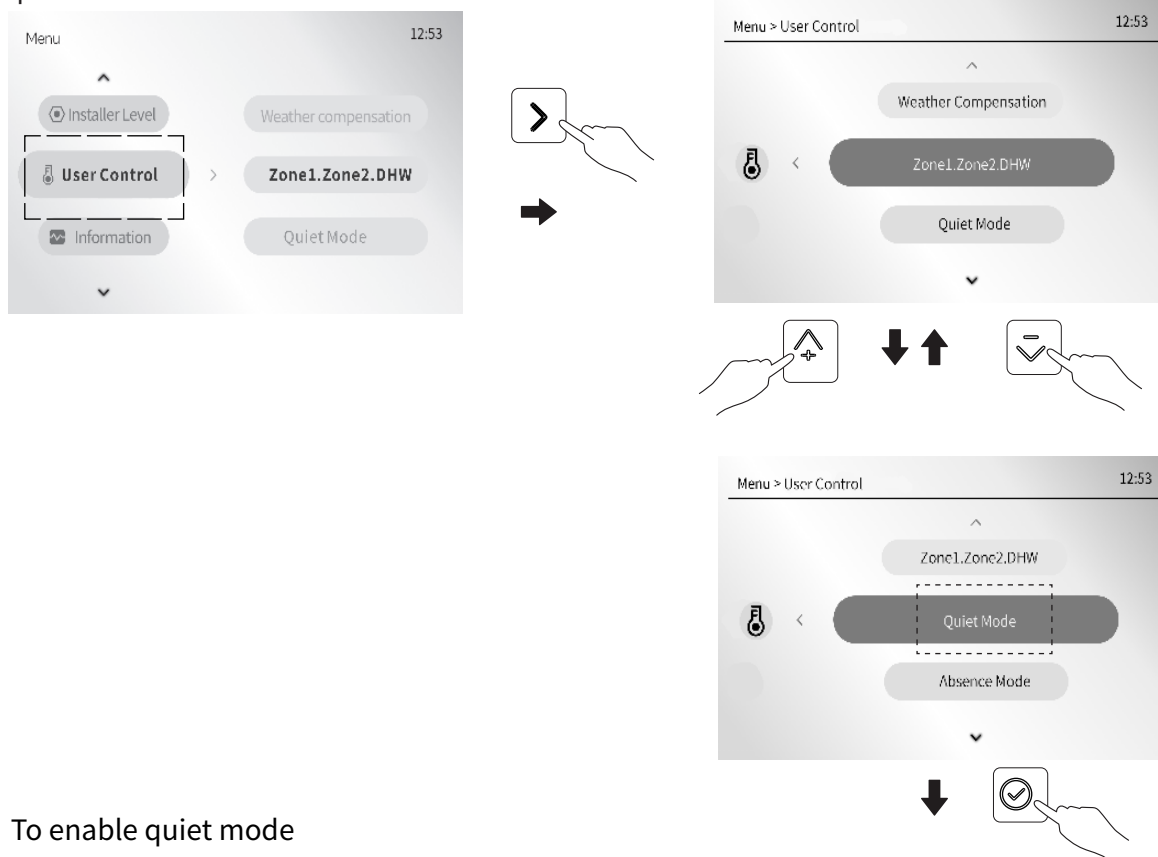 Menu 12:53
Installer Level Weather compensation
User Control > Zone1.Zone2.DHW
Information Quiet Mode
Menu > User Control 12:53
Weather Compensation
< Zone1.Zone2.DHW
Quiet Mode
Menu > User Control 12:53
Zone1.Zone2.DHW
< Quiet Mode
Absence Mode
To enable quiet mode